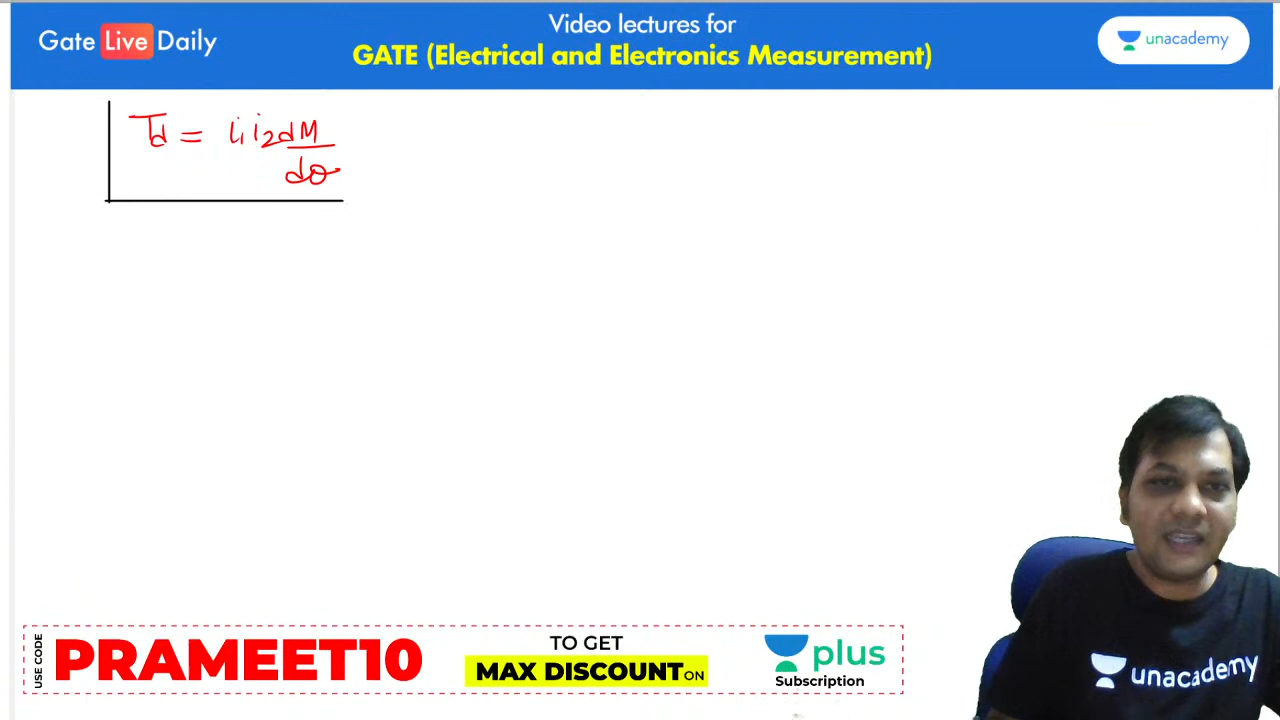 Gate Live Daily
Video lectures for
GATE (Electrical and Electronics Measurement)
unacademy
Td = i₁i₂dM
dθ
unacademy
USE CODE
PRAMEET10
TO GET
MAX DISCOUNT ON
plus
Subscription